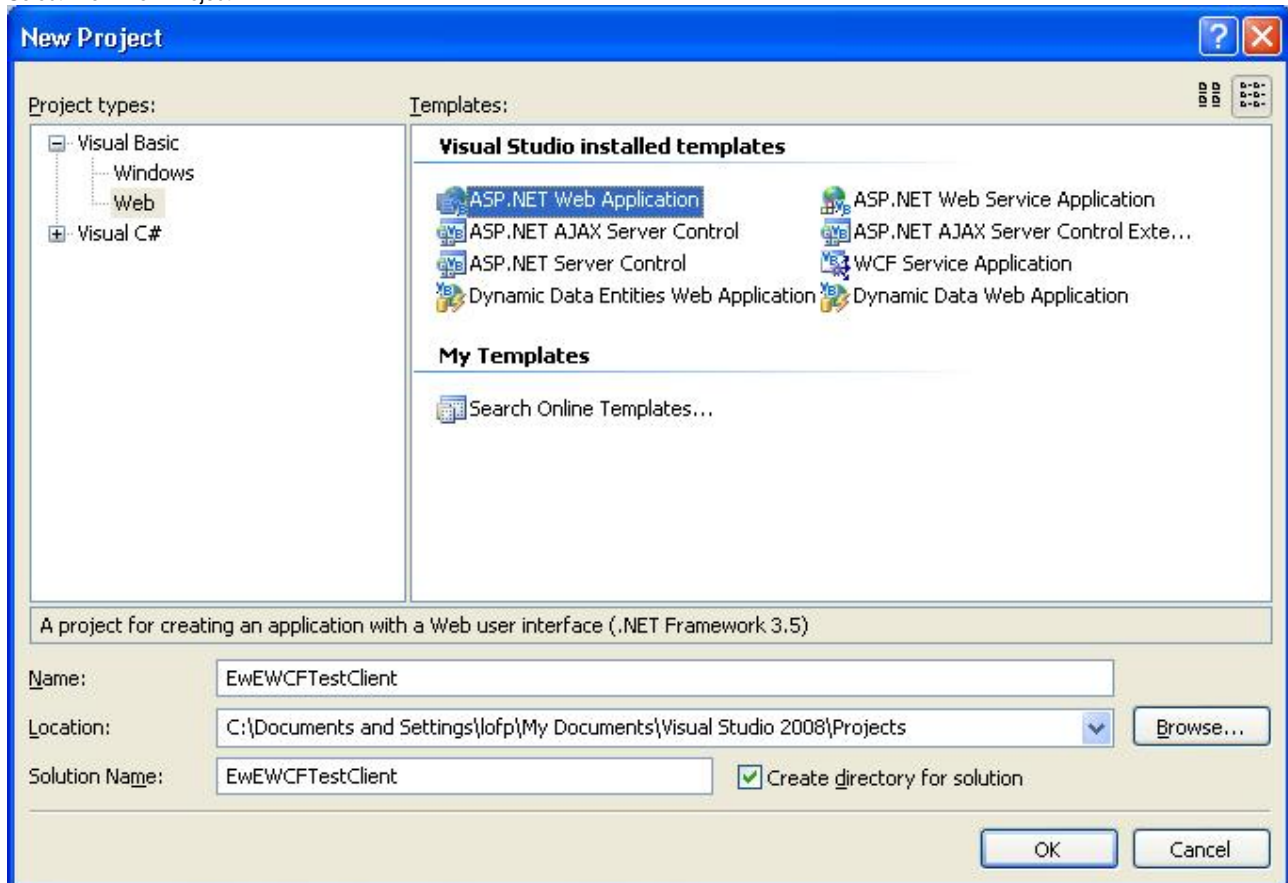 New Project
Project types:
Templates:
Visual Basic
Windows
Web
Visual C#
Visual Studio installed templates
ASP.NET Web Application
ASP.NET Web Service Application
ASP.NET AJAX Server Control
ASP.NET AJAX Server Control Exte...
ASP.NET Server Control
WCF Service Application
Dynamic Data Entities Web Application
Dynamic Data Web Application
My Templates
Search Online Templates...
A project for creating an application with a Web user interface (.NET Framework 3.5)
Name:
EwEWCFTestClient
Location:
C:\Documents and Settings\lofp\My Documents\Visual Studio 2008\Projects
Browse...
Solution Name:
EwEWCFTestClient
Create directory for solution
OK
Cancel